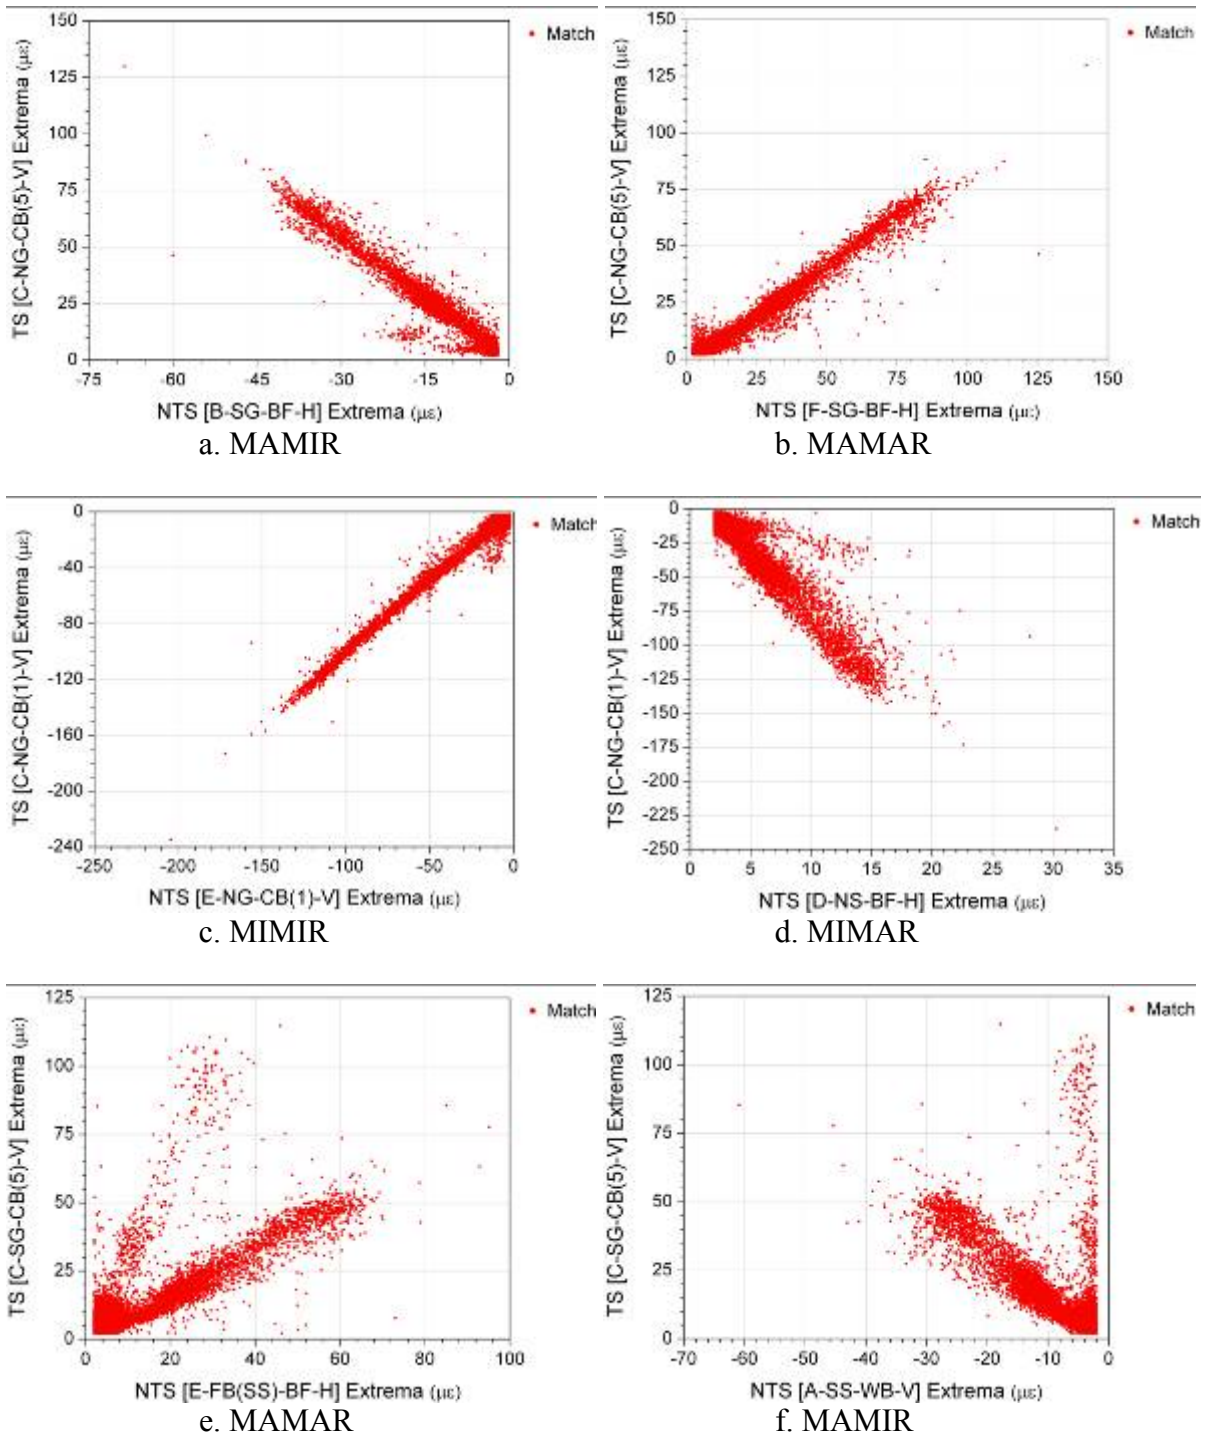 150
125
100
75
50
25
0
-75 -60 -45 -30 -15 0
TS [C-NG-CB(5)-V] Extrema (με)
NTS [B-SG-BF-H] Extrema (με)
Match
a. MAMIR
150
125
100
75
50
25
0
0 25 50 75 100 125 150
TS [C-NG-CB(5)-V] Extrema (με)
NTS [F-SG-BF-H] Extrema (με)
Match
b. MAMAR
0
-40
-80
-120
-160
-200
-240
-250 -200 -150 -100 -50 0
TS [C-NG-CB(1)-V] Extrema (με)
NTS [E-NG-CB(1)-V] Extrema (με)
Match
c. MIMIR
0
-25
-50
-75
-100
-125
-150
-175
-200
-225
-250
0 5 10 15 20 25 30 35
TS [C-NG-CB(1)-V] Extrema (με)
NTS [D-NS-BF-H] Extrema (με)
Match
d. MIMAR
125
100
75
50
25
0
0 20 40 60 80 100
TS [C-SG-CB(5)-V] Extrema (με)
NTS [E-FB(SS)-BF-H] Extrema (με)
Match
e. MAMAR
125
100
75
50
25
0
-70 -60 -50 -40 -30 -20 -10 0
TS [C-SG-CB(5)-V] Extrema (με)
NTS [A-SS-WB-V] Extrema (με)
Match
f. MAMIR